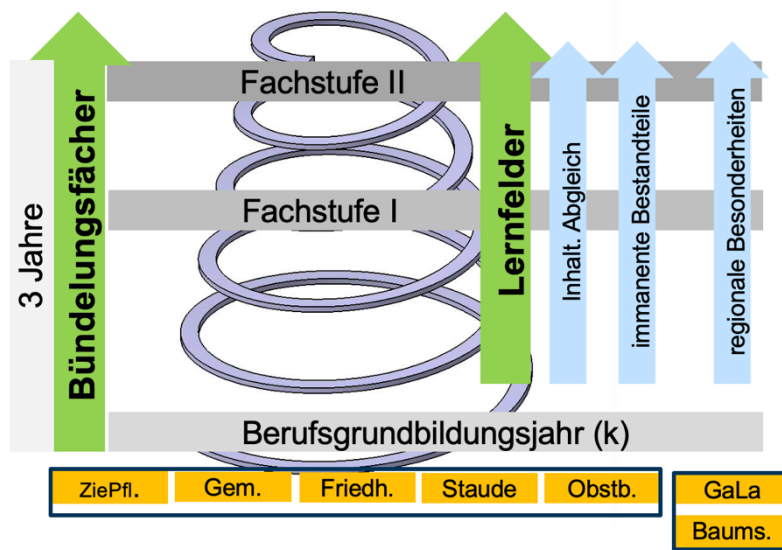 Fachstufe II
Fachstufe I
Berufsgrundbildungsjahr (k)
3 Jahre
Bündelungsfächer
Lernfelder
Inhalt. Abgleich
immanente Bestandteile
regionale Besonderheiten
ZiePfl.
Gem.
Friedh.
Staude
Obstb.
GaLa
Baums.